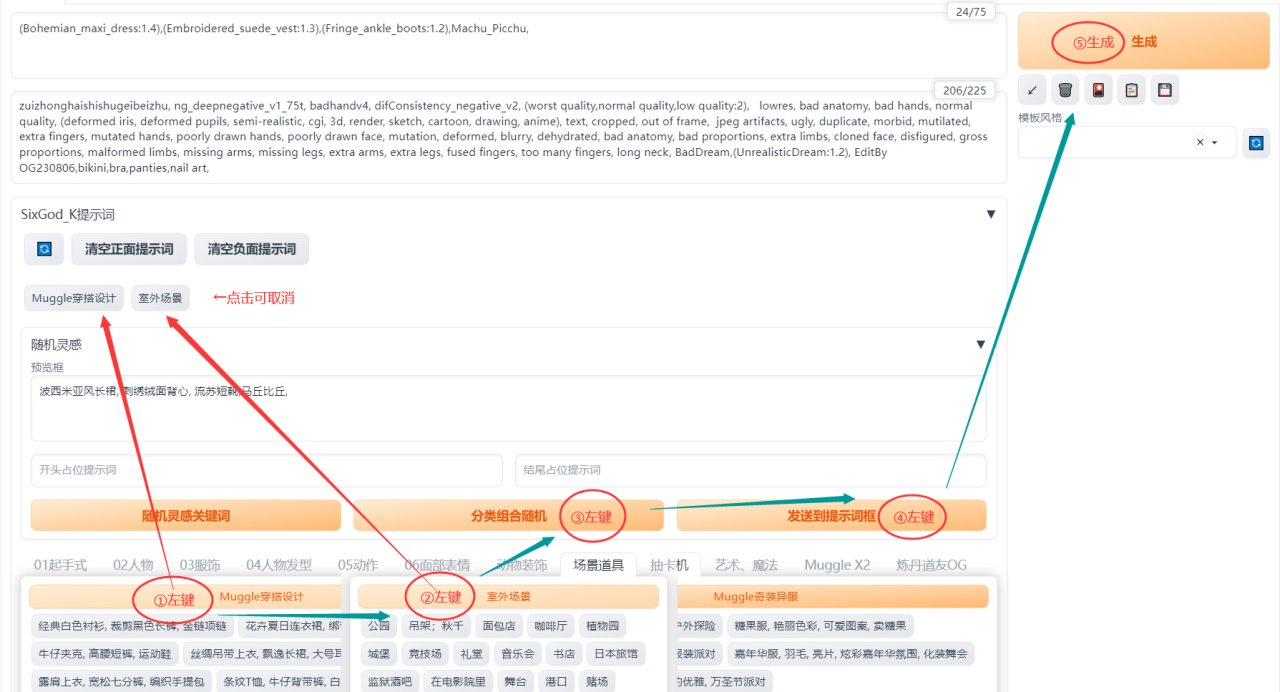 24/75
(Bohemian_maxi_dress:1.4),(Embroidered_suede_vest:1.3),(Fringe_ankle_boots:1.2),Machu_Picchu,
⑤生成 生成
206/225
zuizhonghaishishugeibeizhu, ng_deepnegative_v1_75t, badhandv4, difConsistency_negative_v2, (worst quality,normal quality,low quality:2), lowres, bad anatomy, bad hands, normal
quality, (deformed iris, deformed pupils, semi-realistic, cgi, 3d, render, sketch, cartoon, drawing, anime), text, cropped, out of frame, jpeg artifacts, ugly, duplicate, morbid, mutilated,
extra fingers, mutated hands, poorly drawn hands, poorly drawn face, mutation, deformed, blurry, dehydrated, bad anatomy, bad proportions, extra limbs, cloned face, disfigured, gross
proportions, malformed limbs, missing arms, missing legs, extra arms, extra legs, fused fingers, too many fingers, long neck, BadDream,(UnrealisticDream:1.2), EditBy
OG230806,bikini,bra,panties,nail art,
模板风格
SixGod_K提示词
清空正面提示词 清空负面提示词
Muggle穿搭设计 室外场景 ←点击可取消
随机灵感
预览框
波西米亚风长裙, 刺绣绒面背心, 流苏短靴,马丘比丘,
开头占位提示词 结尾占位提示词
随机灵感关键词 分类组合随机 ③左键 发送到提示词框 ④左键
01起手式 02人物 03服饰 04人物发型 05动作 06面部表情 动物装饰 场景道具 抽卡机 艺术、魔法 Muggle X2 炼丹道友OG
①左键 Muggle穿搭设计 ②左键 室外场景 Muggle奇装异服
经典白色衬衫, 裁剪黑色长裤, 金链项链 花卉夏日连衣裙, 公园 吊架；秋千 面包店 咖啡厅 植物园 户外探险 糖果服, 艳丽色彩, 可爱图案, 卖糖果
牛仔夹克, 高腰短裤, 运动鞋 丝绸吊带上衣, 飘逸长裙, 大号耳 城堡 竞技场 礼堂 音乐会 书店 日本旅馆 服装派对 嘉年华服, 羽毛, 亮片, 炫彩嘉年华氛围, 化装舞会
露肩上衣, 宽松七分裤, 编织手提包 条纹T恤, 牛仔背带裤, 白 监狱酒吧 在电影院里 舞台 港口 赌场 的优雅, 万圣节派对